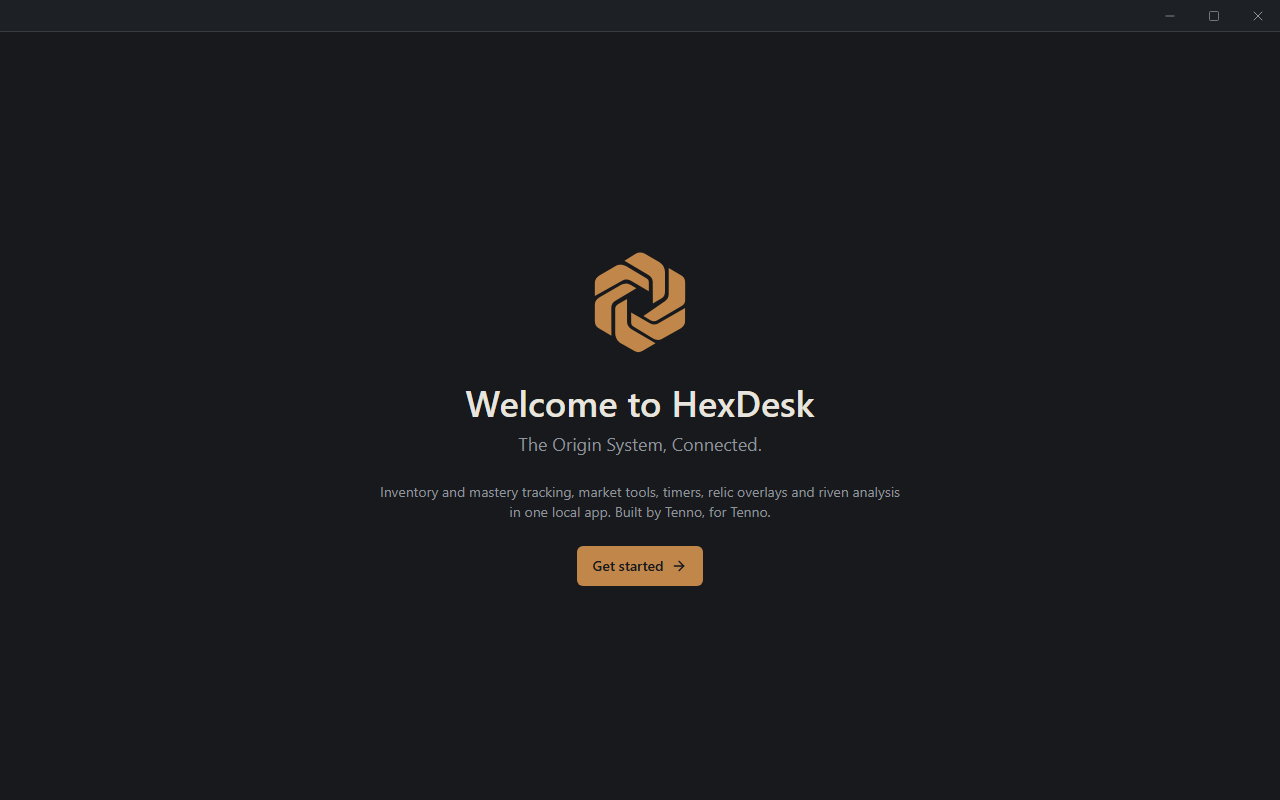 Welcome to HexDesk
The Origin System, Connected.
Inventory and mastery tracking, market tools, timers, relic overlays and riven analysis
in one local app. Built by Tenno, for Tenno.
Get started